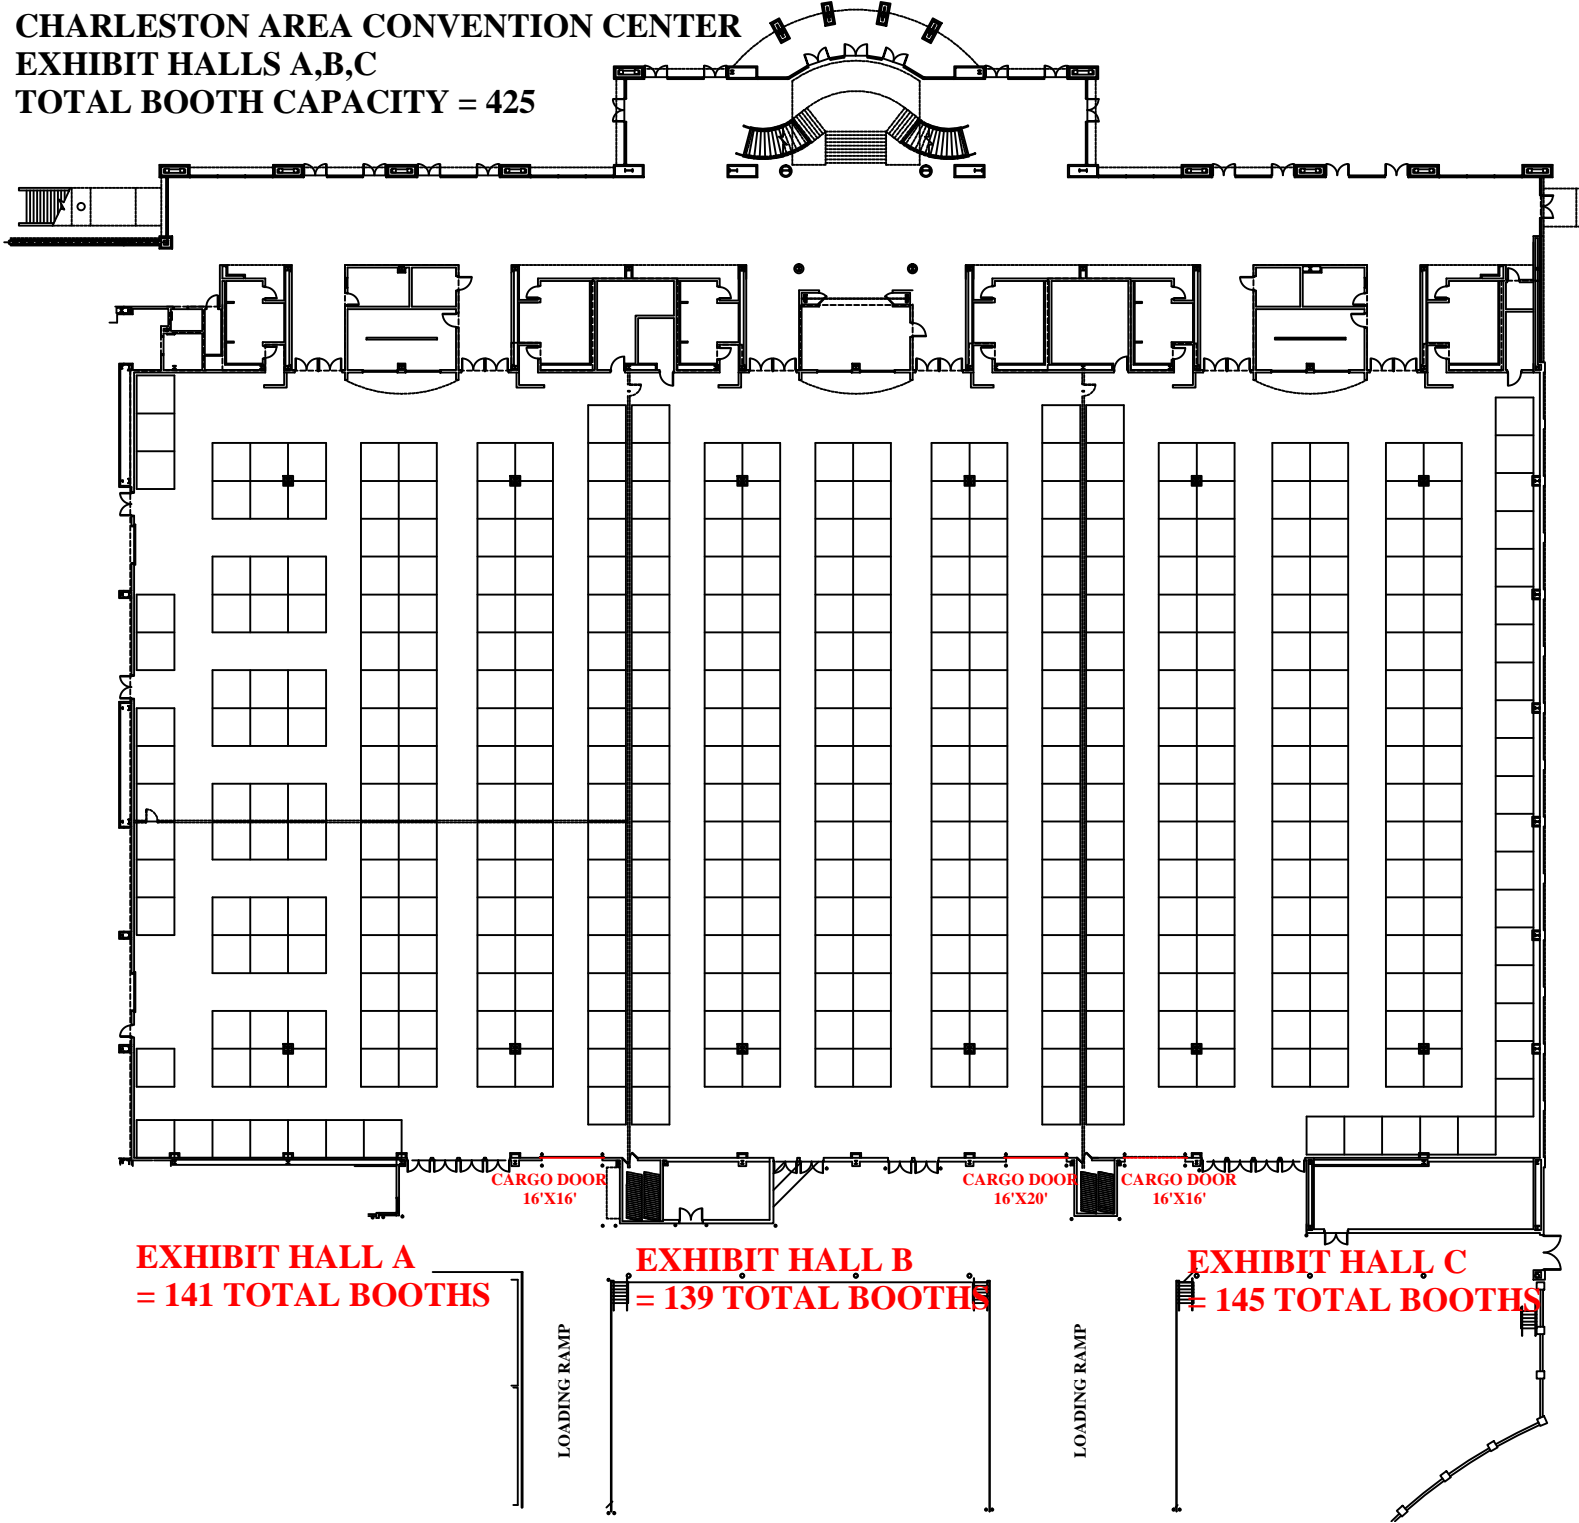 CHARLESTON AREA CONVENTION CENTER
EXHIBIT HALLS A,B,C
TOTAL BOOTH CAPACITY = 425
CARGO DOOR
16'X16'
CARGO DOOR
16'X20'
CARGO DOOR
16'X16'
EXHIBIT HALL A
= 141 TOTAL BOOTHS
EXHIBIT HALL B
= 139 TOTAL BOOTHS
EXHIBIT HALL C
= 145 TOTAL BOOTHS
LOADING RAMP
LOADING RAMP